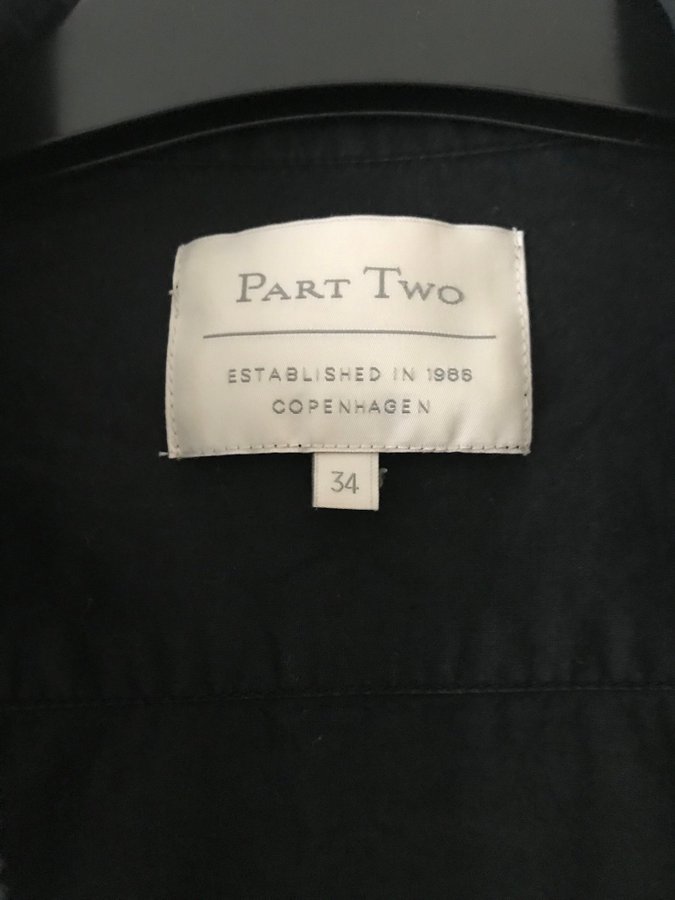 PART TWO
ESTABLISHED IN 1986
COPENHAGEN
34